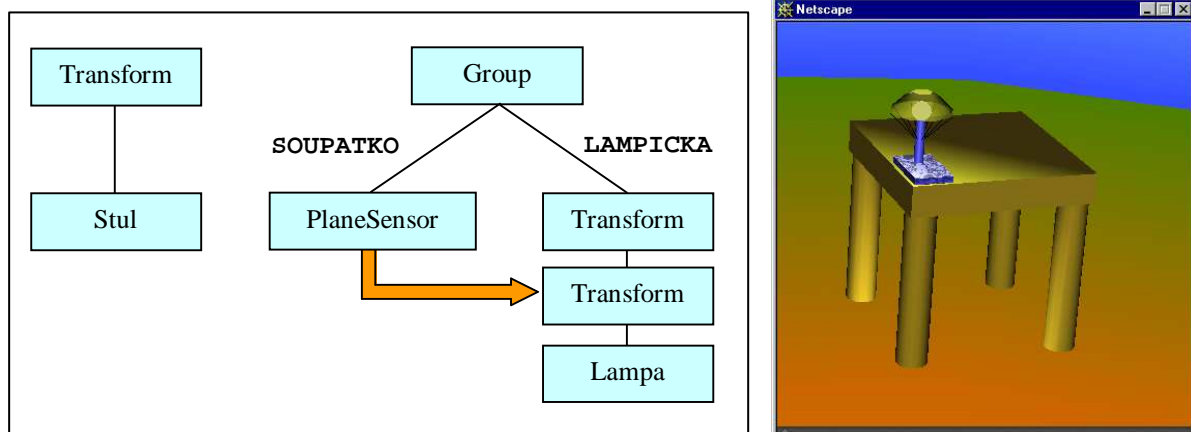 Transform
Group
SOUPATKO
LAMPICKA
Stul
PlaneSensor
Transform
Transform
Lampa
Netscape